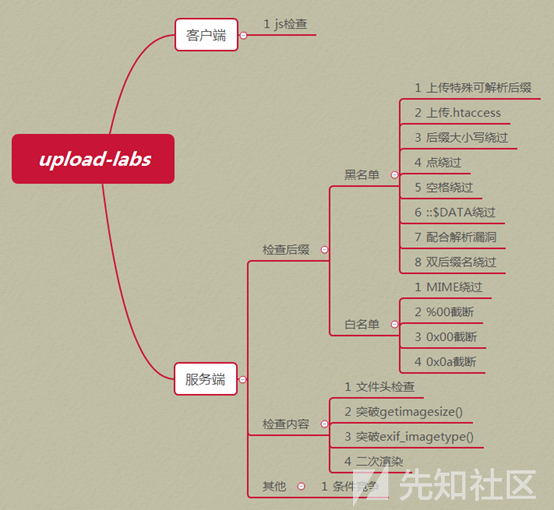 upload-labs
客户端
1 js检查
服务端
检查后缀
黑名单
1 上传特殊可解析后缀
2 上传.htaccess
3 后缀大小写绕过
4 点绕过
5 空格绕过
6 ::$DATA绕过
7 配合解析漏洞
8 双后缀名绕过
白名单
1 MIME绕过
2 %00截断
3 0x00截断
4 0x0a截断
检查内容
1 文件头检查
2 突破getimagesize()
3 突破exif_imagetype()
4 二次渲染
其他
1 条件竞争
先知社区